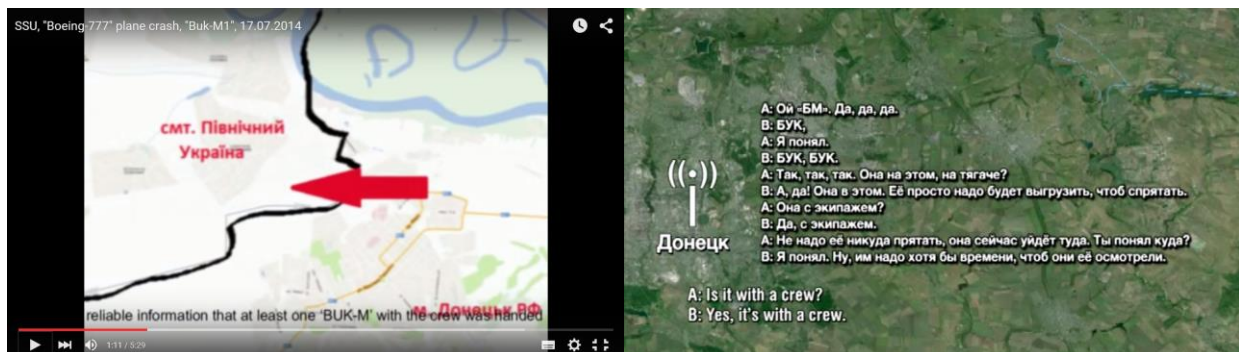 SSU, "Boeing-777" plane crash, "Buk-M1", 17.07.2014
смт. Північний
Україна
м. Донецьк РФ
reliable information that at least one 'BUK-M' with the crew was handed
1:11 / 5:29
А: Ой «БМ». Да, да, да.
В: БУК,
А: Я понял.
В: БУК, БУК.
А: Так, так, так. Она на этом, на тягаче?
В: А, да! Она в этом. Её просто надо будет выгрузить, чтоб спрятать.
А: Она с экипажем?
В: Да, с экипажем.
А: Не надо её никуда прятать, она сейчас уйдёт туда. Ты понял куда?
В: Я понял. Ну, им надо хотя бы времени, чтоб они её осмотрели.
Донецк
A: Is it with a crew?
B: Yes, it's with a crew.